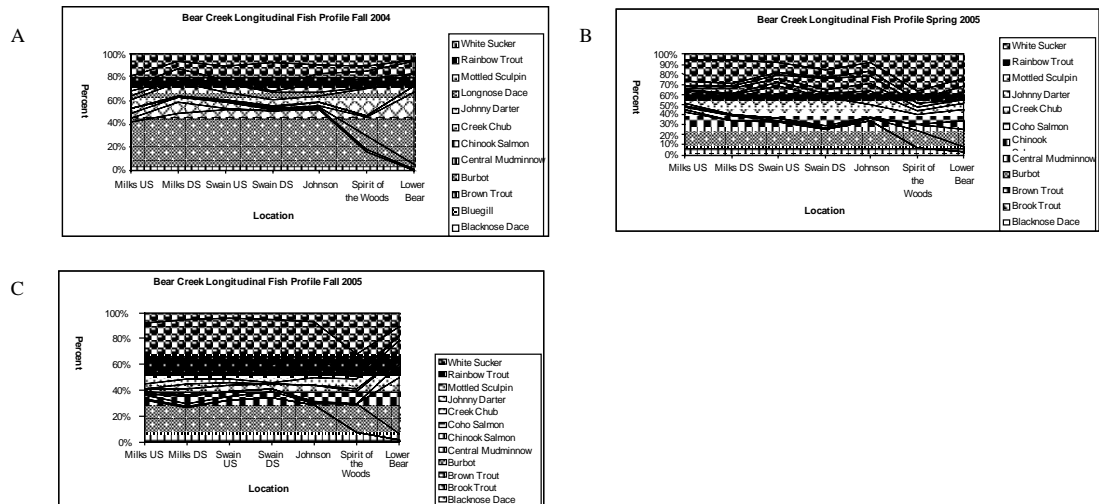 A
Bear Creek Longitudinal Fish Profile Fall 2004
100%
80%
60%
40%
20%
0%
Percent
Milks US
Milks DS
Swain US
Swain DS
Johnson
Spirit of
the Woods
Lower
Bear
Location
White Sucker
Rainbow Trout
Mottled Sculpin
Longnose Dace
Johnny Darter
Creek Chub
Chinook Salmon
Central Mudminnow
Burbot
Brown Trout
Bluegill
Blacknose Dace
B
Bear Creek Longitudinal Fish Profile Spring 2005
100%
90%
80%
70%
60%
50%
40%
30%
20%
10%
0%
Percent
Milks US
Milks DS
Swain US
Swain DS
Johnson
Spirit of
the
Woods
Lower
Bear
Location
White Sucker
Rainbow Trout
Mottled Sculpin
Johnny Darter
Creek Chub
Coho Salmon
Chinook
Central Mudminnow
Burbot
Brown Trout
Brook Trout
Blacknose Dace
C
Bear Creek Longitudinal Fish Profile Fall 2005
100%
80%
60%
40%
20%
0%
Percent
Milks US
Milks DS
Swain
US
Swain
DS
Johnson
Spirit of
the
Woods
Lower
Bear
Location
White Sucker
Rainbow Trout
Mottled Sculpin
Johnny Darter
Creek Chub
Coho Salmon
Chinook Salmon
Central Mudminnow
Burbot
Brown Trout
Brook Trout
Blacknose Dace